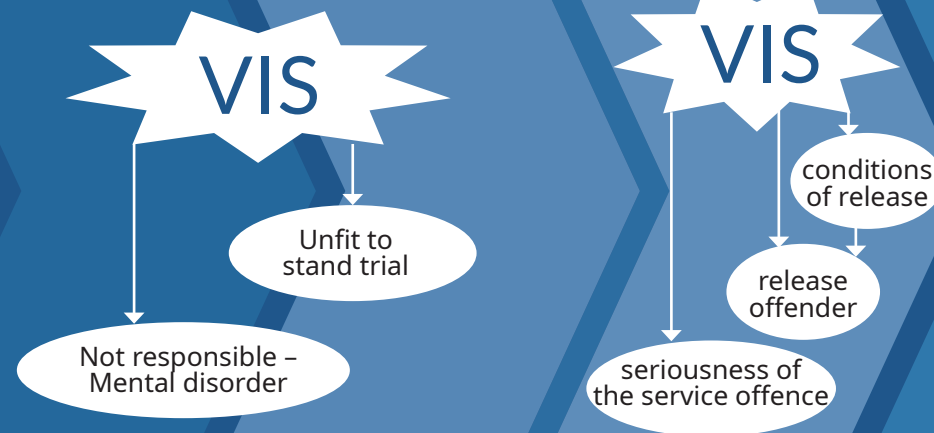 VIS
Unfit to
stand trial
Not responsible –
Mental disorder
VIS
conditions
of release
release
offender
seriousness of
the service offence